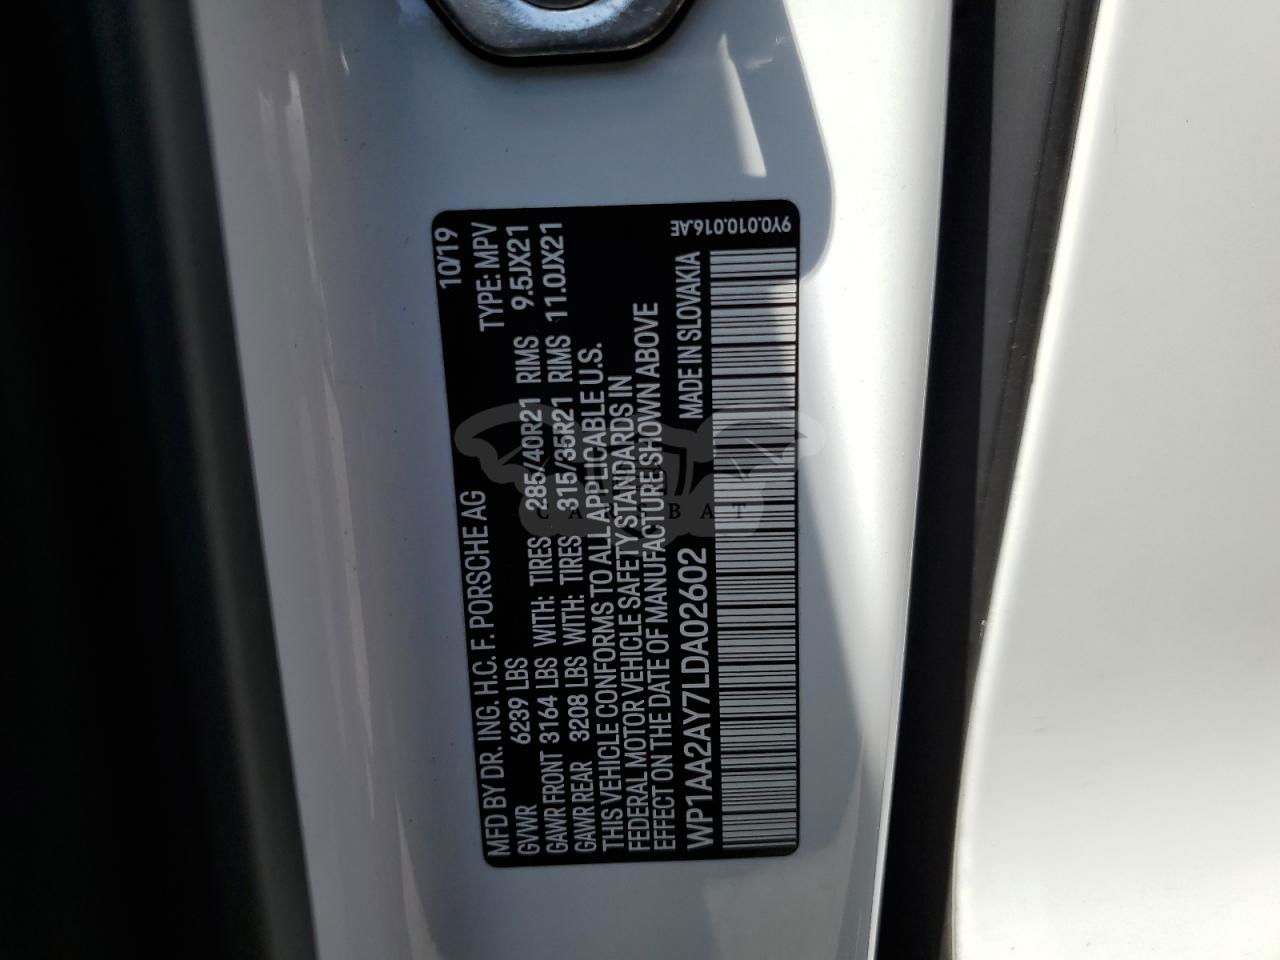 MFD BY DR. ING. H.C. F. PORSCHE AG 10/19
GVWR 6239 LBS TYPE: MPV
GAWR FRONT 3164 LBS WITH: TIRES 285/40R21 RIMS 9.5JX21
GAWR REAR 3208 LBS WITH: TIRES 315/35R21 RIMS 11.0JX21
THIS VEHICLE CONFORMS TO ALL APPLICABLE U.S.
FEDERAL MOTOR VEHICLE SAFETY STANDARDS IN
EFFECT ON THE DATE OF MANUFACTURE SHOWN ABOVE
WP1AA2AY7LDA02602 MADE IN SLOVAKIA
9Y0.010.016.AE
CAR BAT